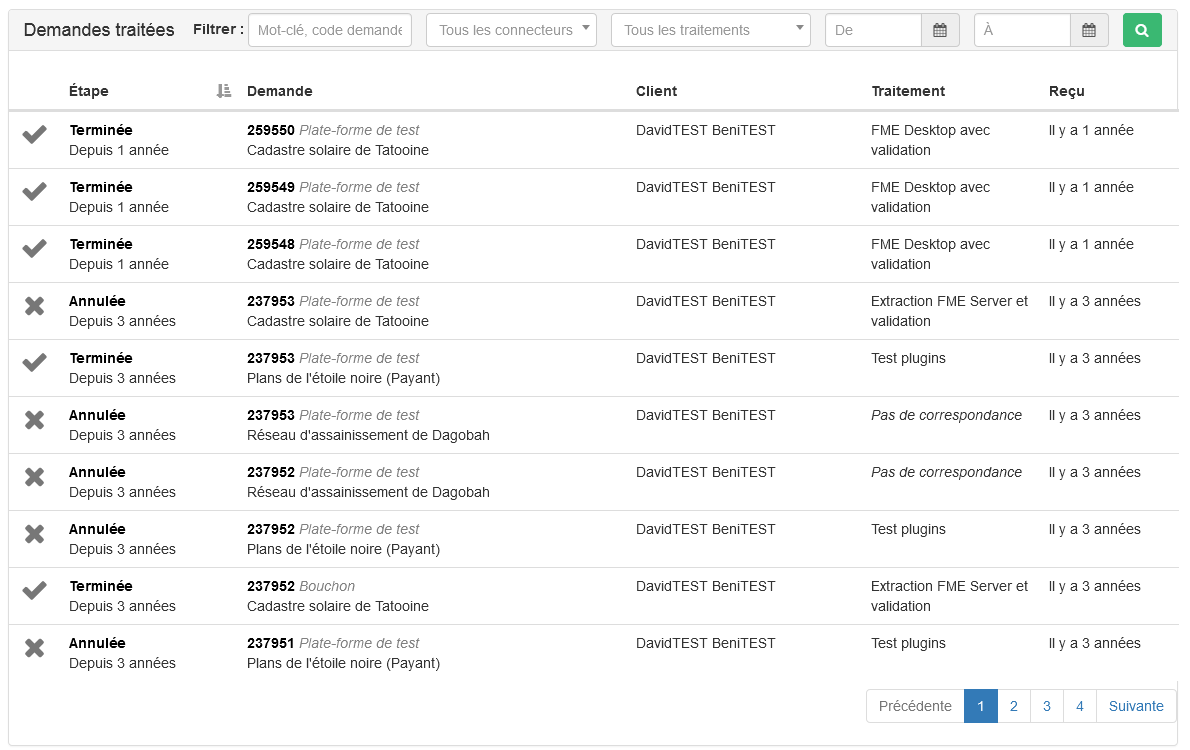 Demandes traitées Filtrer : Mot-clé, code demande Tous les connecteurs Tous les traitements De À
Étape Demande Client Traitement Reçu
Terminée 259550 Plate-forme de test DavidTEST BeniTEST FME Desktop avec Il y a 1 année
Depuis 1 année Cadastre solaire de Tatooine validation
Terminée 259549 Plate-forme de test DavidTEST BeniTEST FME Desktop avec Il y a 1 année
Depuis 1 année Cadastre solaire de Tatooine validation
Terminée 259548 Plate-forme de test DavidTEST BeniTEST FME Desktop avec Il y a 1 année
Depuis 1 année Cadastre solaire de Tatooine validation
Annulée 237953 Plate-forme de test DavidTEST BeniTEST Extraction FME Server et Il y a 3 années
Depuis 3 années Cadastre solaire de Tatooine validation
Terminée 237953 Plate-forme de test DavidTEST BeniTEST Test plugins Il y a 3 années
Depuis 3 années Plans de l'étoile noire (Payant)
Annulée 237953 Plate-forme de test DavidTEST BeniTEST Pas de correspondance Il y a 3 années
Depuis 3 années Réseau d'assainissement de Dagobah
Annulée 237952 Plate-forme de test DavidTEST BeniTEST Pas de correspondance Il y a 3 années
Depuis 3 années Réseau d'assainissement de Dagobah
Annulée 237952 Plate-forme de test DavidTEST BeniTEST Test plugins Il y a 3 années
Depuis 3 années Plans de l'étoile noire (Payant)
Terminée 237952 Bouchon DavidTEST BeniTEST Extraction FME Server et Il y a 3 années
Depuis 3 années Cadastre solaire de Tatooine validation
Annulée 237951 Plate-forme de test DavidTEST BeniTEST Test plugins Il y a 3 années
Depuis 3 années Plans de l'étoile noire (Payant)
Précédente 1 2 3 4 Suivante